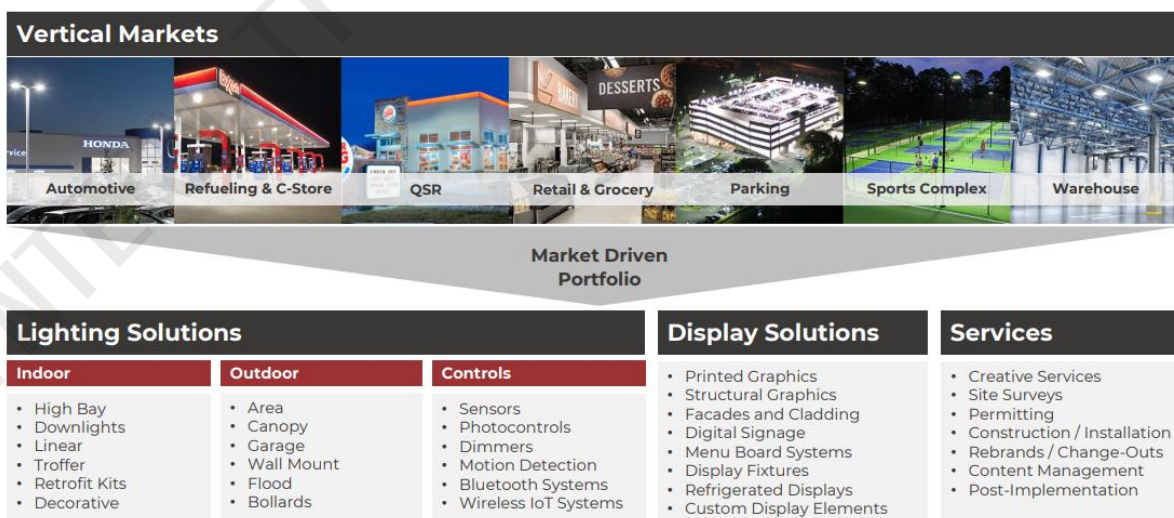 Vertical Markets
HONDA
DESSERTS
BAKERY
Automotive
Refueling & C-Store
QSR
Retail & Grocery
Parking
Sports Complex
Warehouse
Market Driven
Portfolio
Lighting Solutions
Indoor
• High Bay
• Downlights
• Linear
• Troffer
• Retrofit Kits
• Decorative
Outdoor
• Area
• Canopy
• Garage
• Wall Mount
• Flood
• Bollards
Controls
• Sensors
• Photocontrols
• Dimmers
• Motion Detection
• Bluetooth Systems
• Wireless IoT Systems
Display Solutions
• Printed Graphics
• Structural Graphics
• Facades and Cladding
• Digital Signage
• Menu Board Systems
• Display Fixtures
• Refrigerated Displays
• Custom Display Elements
Services
• Creative Services
• Site Surveys
• Permitting
• Construction / Installation
• Rebrands / Change-Outs
• Content Management
• Post-Implementation